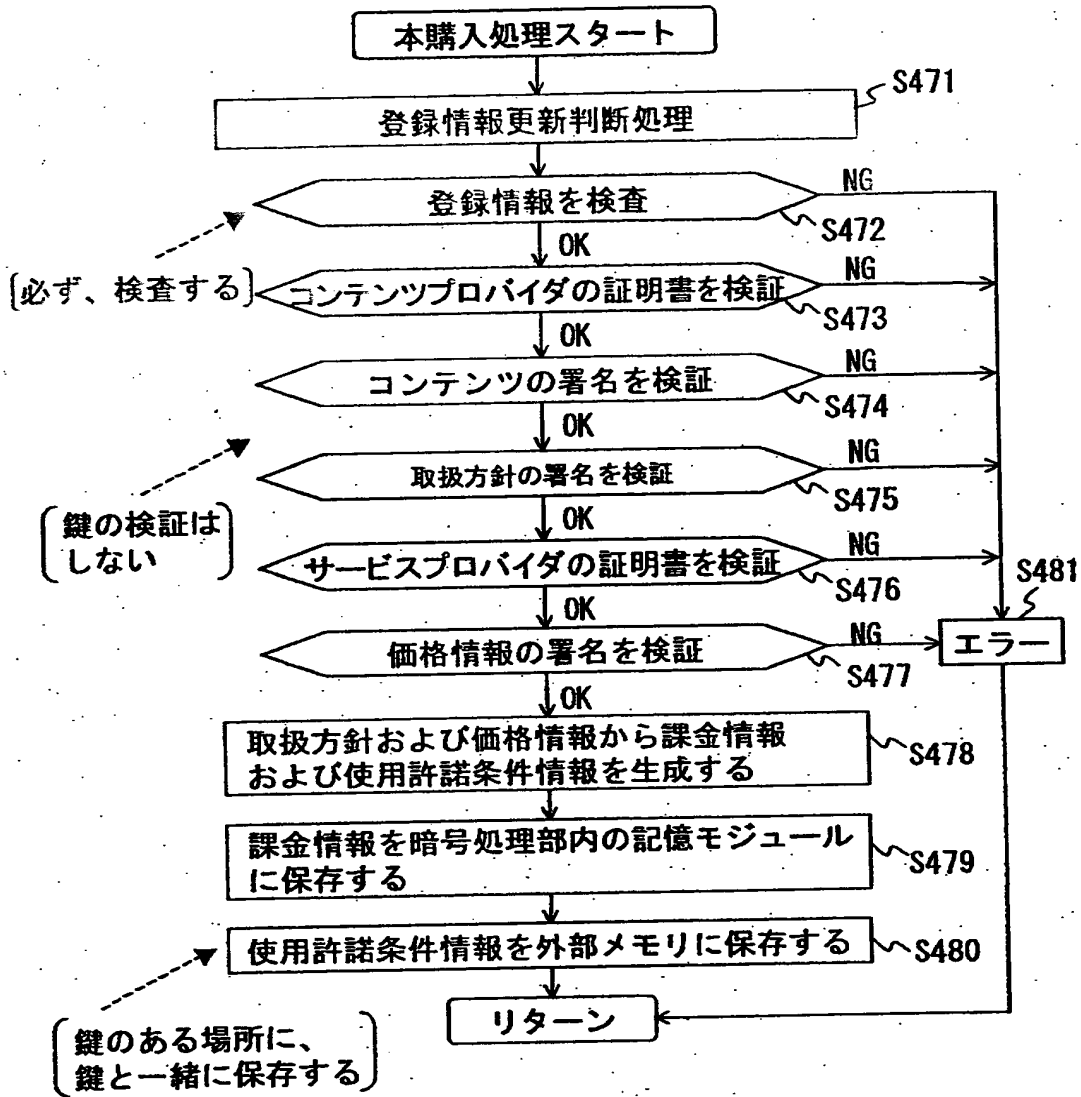 本購入処理スタート
S471
登録情報更新判断処理
登録情報を検査
NG
S472
OK
〔必ず、検査する〕
コンテンツプロバイダの証明書を検証
NG
S473
OK
コンテンツの署名を検証
NG
S474
OK
取扱方針の署名を検証
NG
S475
OK
鍵の検証は
しない
サービスプロバイダの証明書を検証
NG
S476
OK
S481
エラー
価格情報の署名を検証
NG
S477
OK
取扱方針および価格情報から課金情報
および使用許諾条件情報を生成する
S478
課金情報を暗号処理部内の記憶モジュール
に保存する
S479
使用許諾条件情報を外部メモリに保存する
S480
リターン
鍵のある場所に、
鍵と一緒に保存する